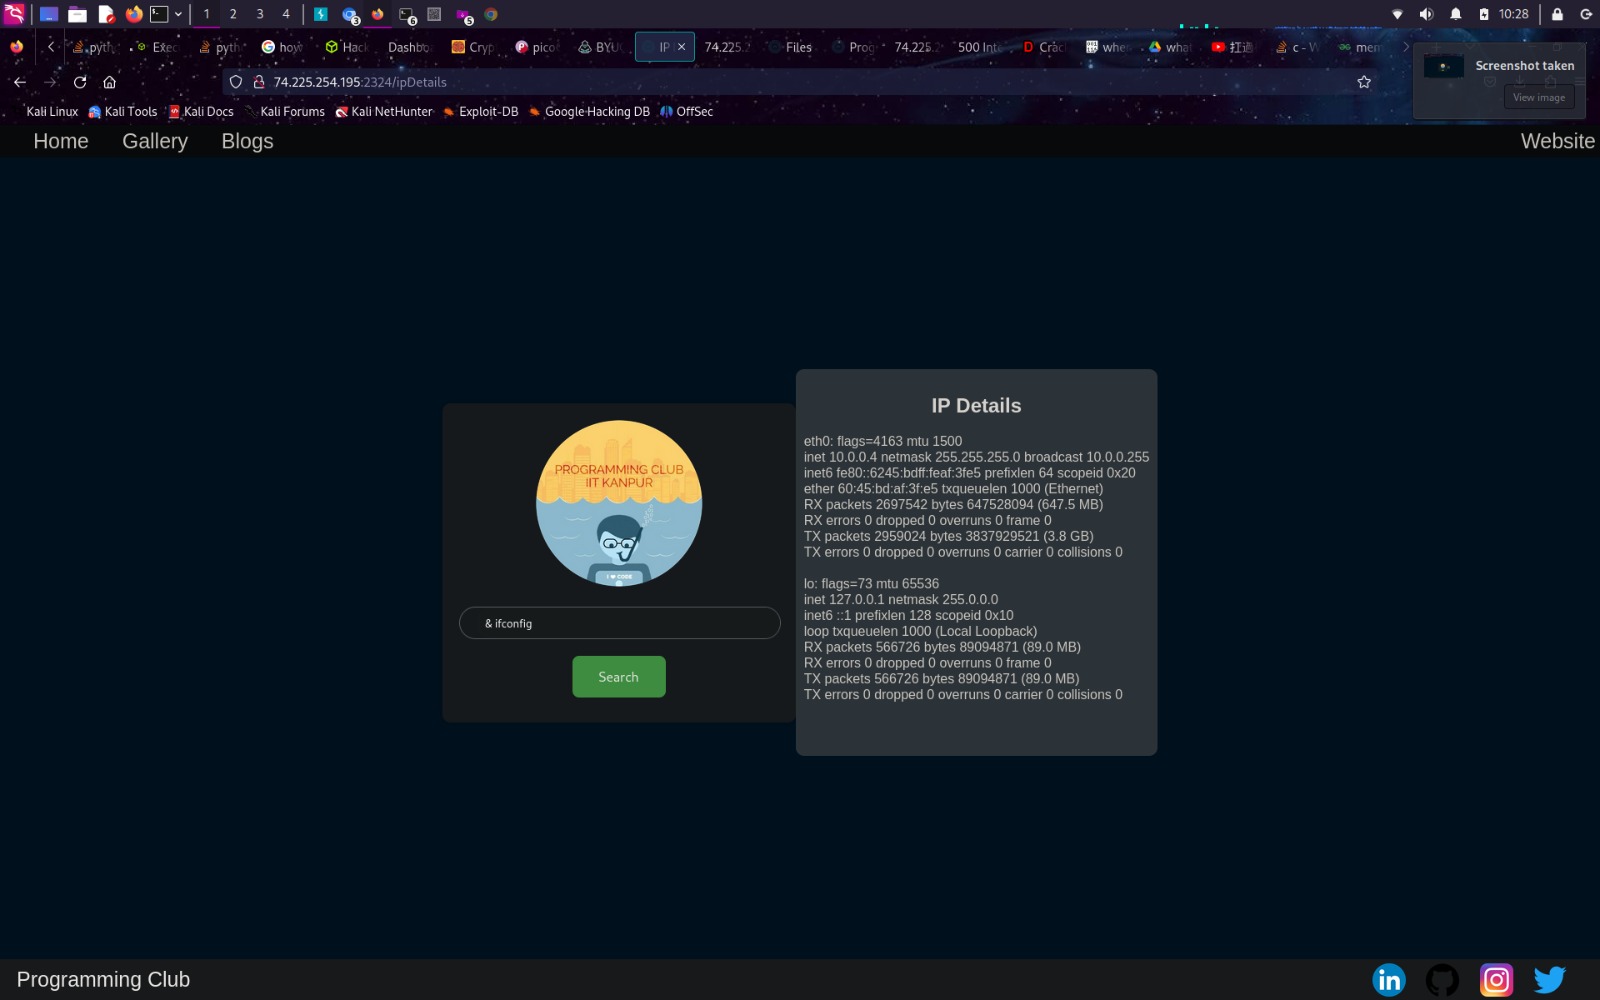 1 2 3 4 3 6 5 10:28
pyth Exec pyth how Hack Dashbo Cryp pico BYU IP 74.225.2 Files Prog 74.225.2 500 Inte Crac wher what c - W mem
Screenshot taken
View image
74.225.254.195:2324/ipDetails
Kali Linux Kali Tools Kali Docs Kali Forums Kali NetHunter Exploit-DB Google Hacking DB OffSec
Home Gallery Blogs Website
IP Details
eth0: flags=4163 mtu 1500
inet 10.0.0.4 netmask 255.255.255.0 broadcast 10.0.0.255
inet6 fe80::6245:bdff:feaf:3fe5 prefixlen 64 scopeid 0x20
ether 60:45:bd:af:3f:e5 txqueuelen 1000 (Ethernet)
RX packets 2697542 bytes 647528094 (647.5 MB)
RX errors 0 dropped 0 overruns 0 frame 0
TX packets 2959024 bytes 3837929521 (3.8 GB)
TX errors 0 dropped 0 overruns 0 carrier 0 collisions 0
lo: flags=73 mtu 65536
inet 127.0.0.1 netmask 255.0.0.0
inet6 ::1 prefixlen 128 scopeid 0x10
loop txqueuelen 1000 (Local Loopback)
RX packets 566726 bytes 89094871 (89.0 MB)
RX errors 0 dropped 0 overruns 0 frame 0
TX packets 566726 bytes 89094871 (89.0 MB)
TX errors 0 dropped 0 overruns 0 carrier 0 collisions 0
PROGRAMMING CLUB
IIT KANPUR
I ♥ CODE
& ifconfig
Search
Programming Club